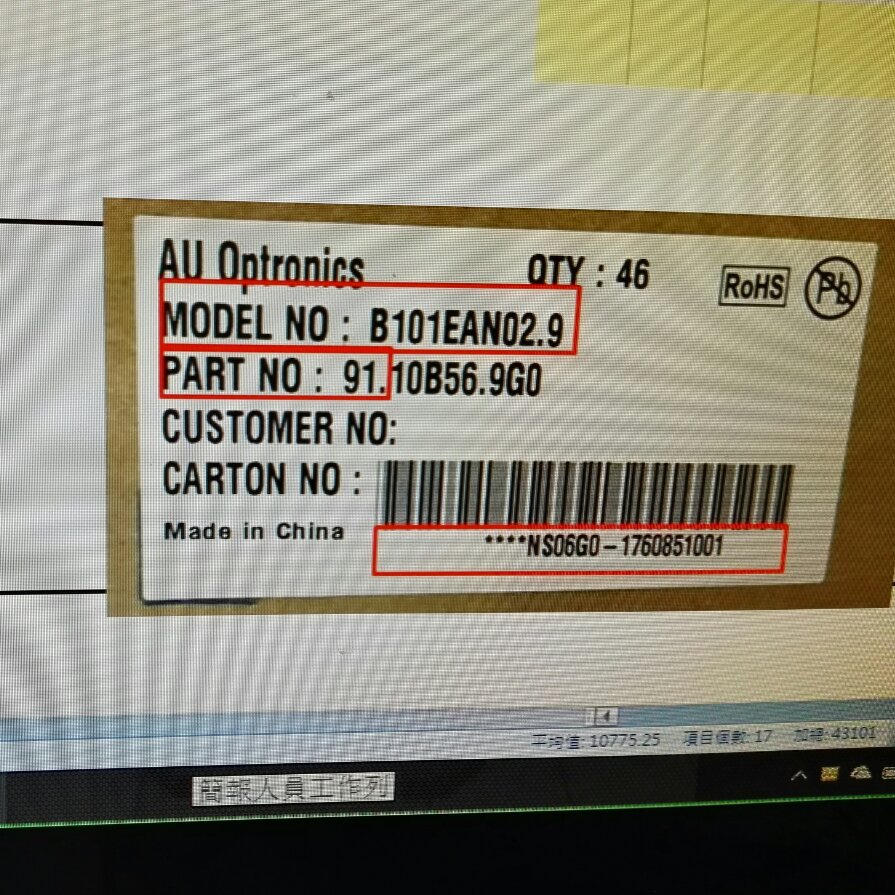 AU Optronics
QTY : 46
RoHS
Pb
MODEL NO : B101EAN02.9
PART NO : 91.10B56.9G0
CUSTOMER NO:
CARTON NO :
Made in China
****NS06G0-1760851001
平均值: 10775.25 項目個數: 17 加總: 43101
簡報人員工作列